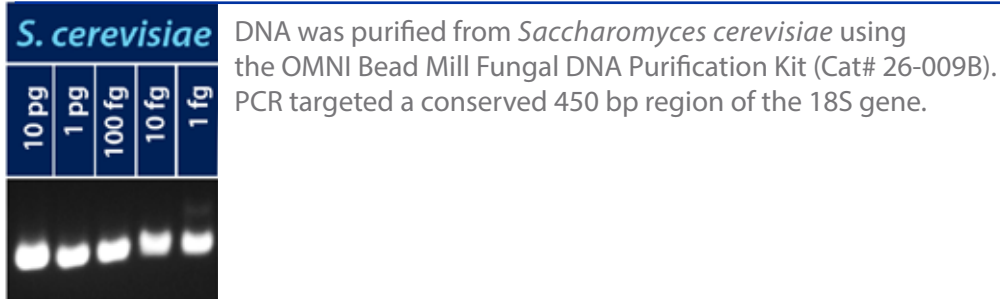 S. cerevisiae
10 pg
1 pg
100 fg
10 fg
1 fg
DNA was purified from Saccharomyces cerevisiae using
the OMNI Bead Mill Fungal DNA Purification Kit (Cat# 26-009B).
PCR targeted a conserved 450 bp region of the 18S gene.